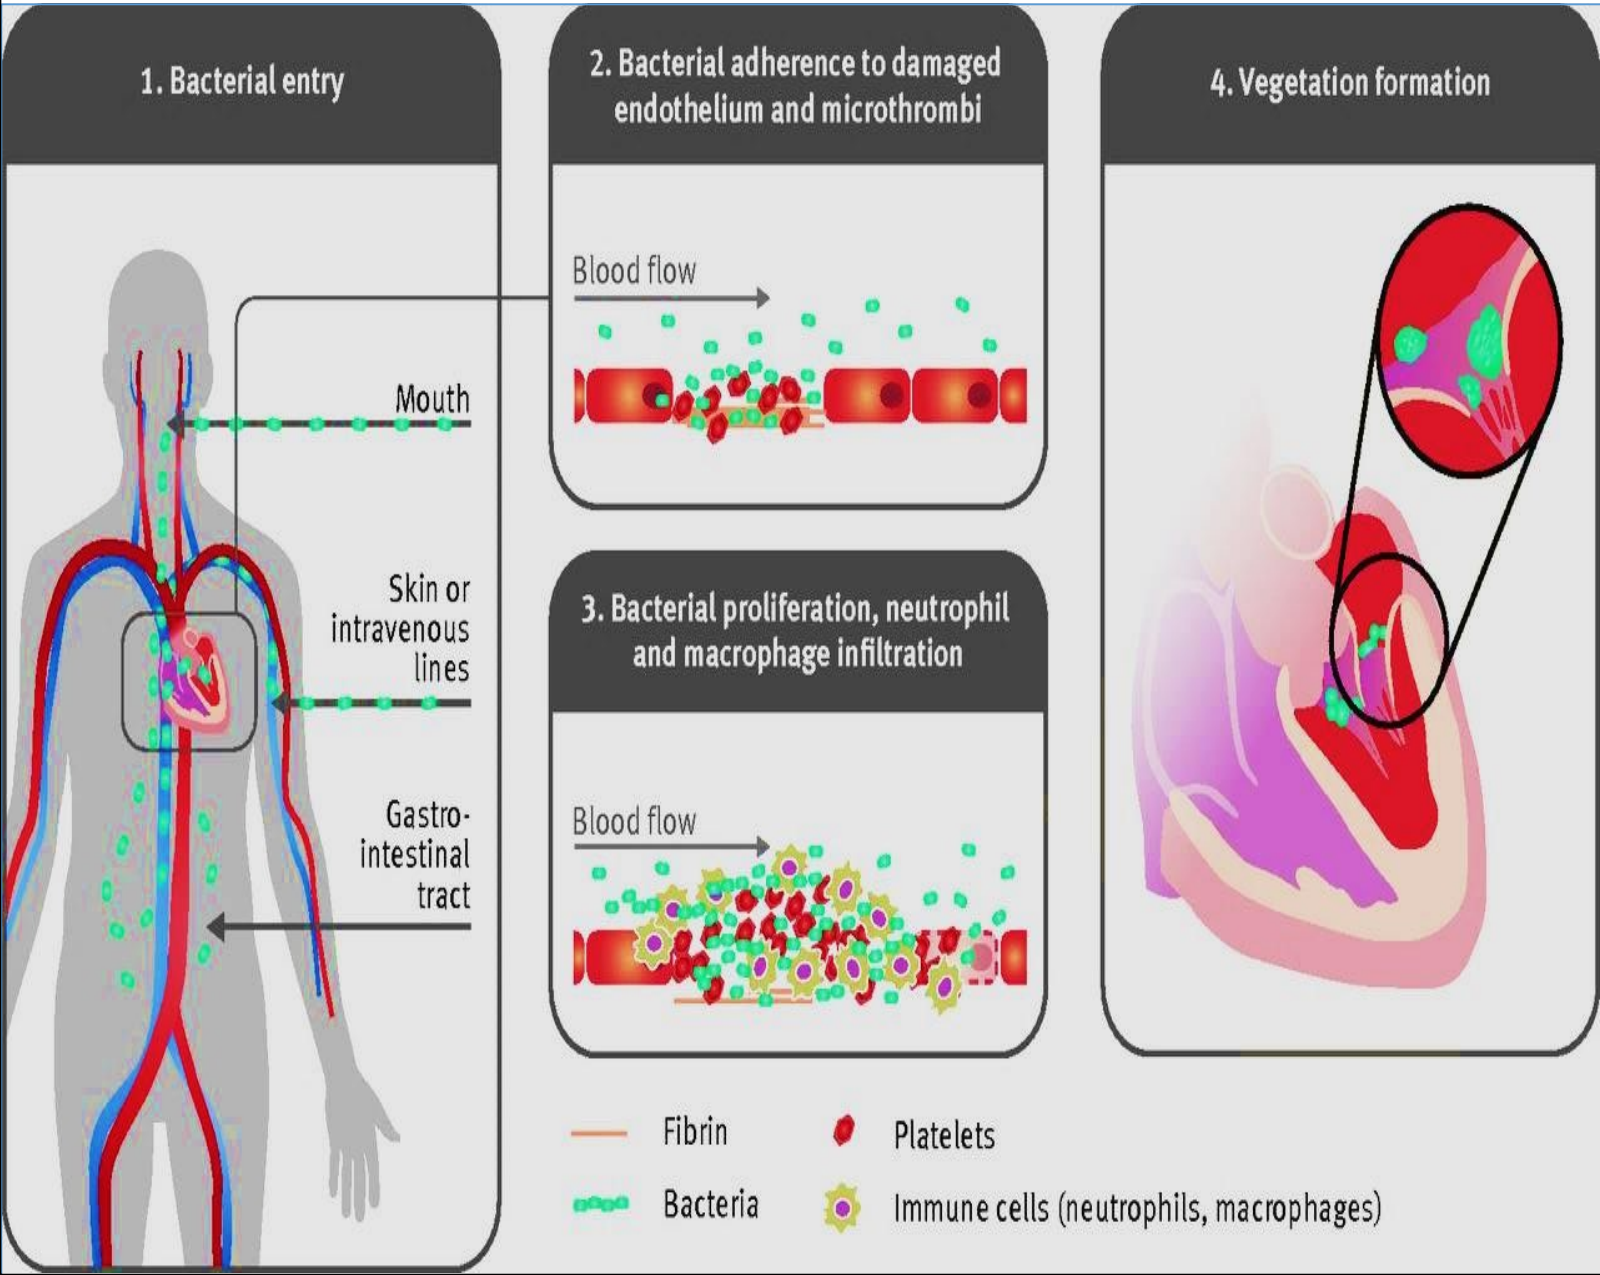 1. Bacterial entry
Mouth
Skin or
intravenous
lines
Gastro-
intestinal
tract
2. Bacterial adherence to damaged
endothelium and microthrombi
Blood flow
3. Bacterial proliferation, neutrophil
and macrophage infiltration
Blood flow
4. Vegetation formation
Fibrin
Platelets
Bacteria
Immune cells (neutrophils, macrophages)